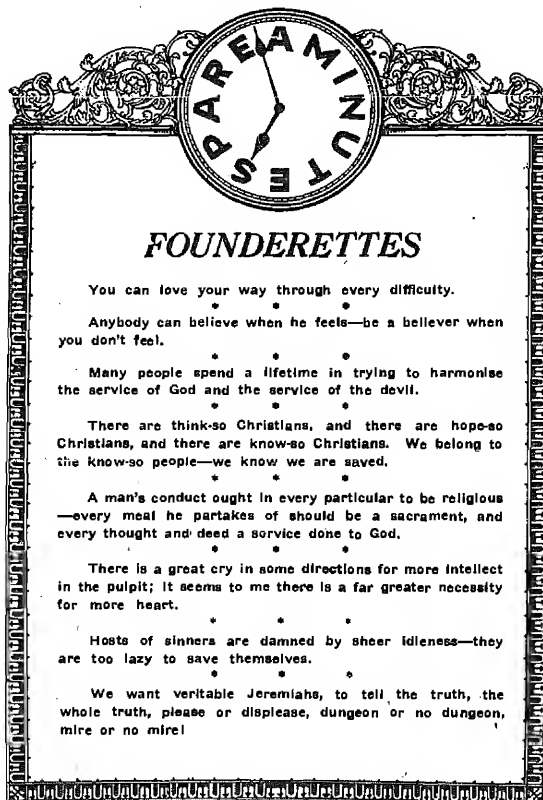 SPARE A MINUTE
FOUNDERETTES
You can love your way through every difficulty.
* * *
Anybody can believe when he feels—be a believer when
you don't feel.
* * *
Many people spend a lifetime in trying to harmonise
the service of God and the service of the devil.
* * *
There are think-so Christians, and there are hope-so
Christians, and there are know-so Christians. We belong to
the know-so people—we know we are saved.
* * *
A man's conduct ought in every particular to be religious
—every meal he partakes of should be a sacrament, and
every thought and deed a service done to God.
* * *
There is a great cry in some directions for more intellect
in the pulpit; it seems to me there is a far greater necessity
for more heart.
* * *
Hosts of sinners are damned by sheer idleness—they
are too lazy to save themselves.
* * *
We want veritable Jeremiahs, to tell the truth, the
whole truth, please or displease, dungeon or no dungeon,
mire or no mire!